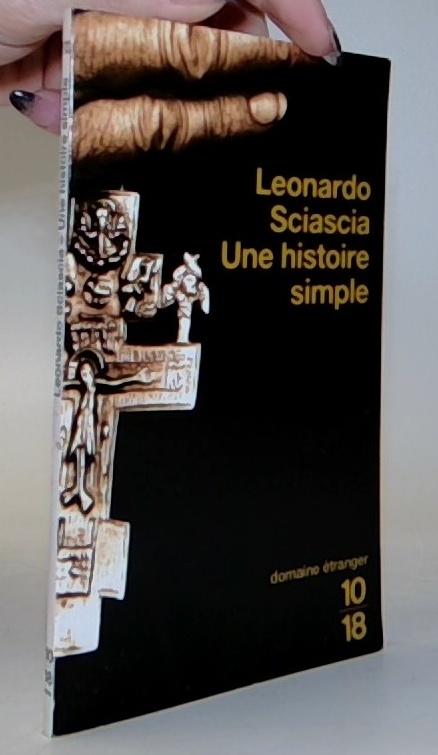 Leonardo
Sciascia
Une histoire
simple
domaine étranger
10
18
Leonardo Sciascia - Une histoire simple